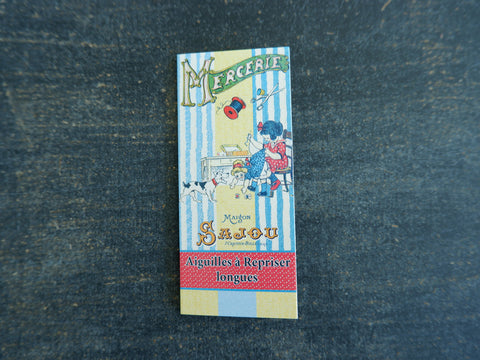 MERCERIE
MAISON
SAJOU
Aiguilles à Repriser
longues